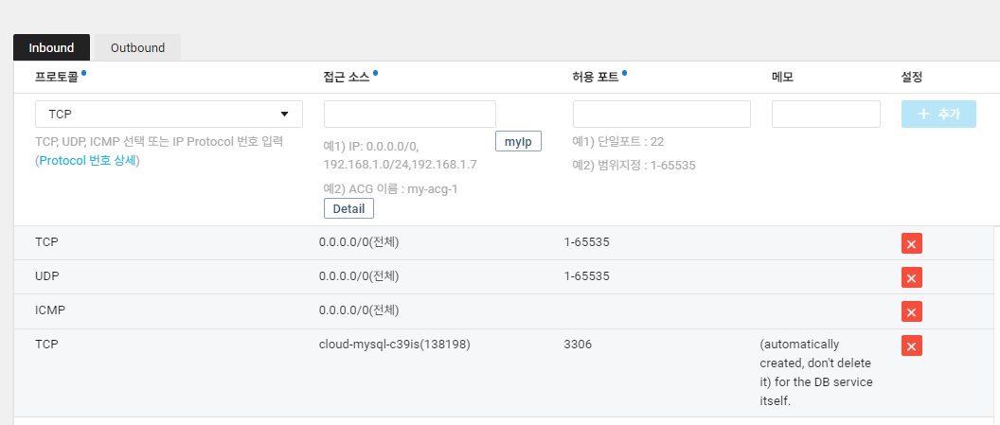 Inbound
Outbound
프로토콜 접근 소스 허용 포트 메모 설정
TCP
+ 추가
TCP, UDP, ICMP 선택 또는 IP Protocol 번호 입력
(Protocol 번호 상세)
예1) IP: 0.0.0.0/0,
192.168.1.0/24,192.168.1.7
myIp
예2) ACG 이름 : my-acg-1
Detail
예1) 단일포트 : 22
예2) 범위지정 : 1-65535
TCP 0.0.0.0/0(전체) 1-65535
UDP 0.0.0.0/0(전체) 1-65535
ICMP 0.0.0.0/0(전체)
TCP cloud-mysql-c39is(138198) 3306 (automatically
created, don't delete
it) for the DB service
itself.